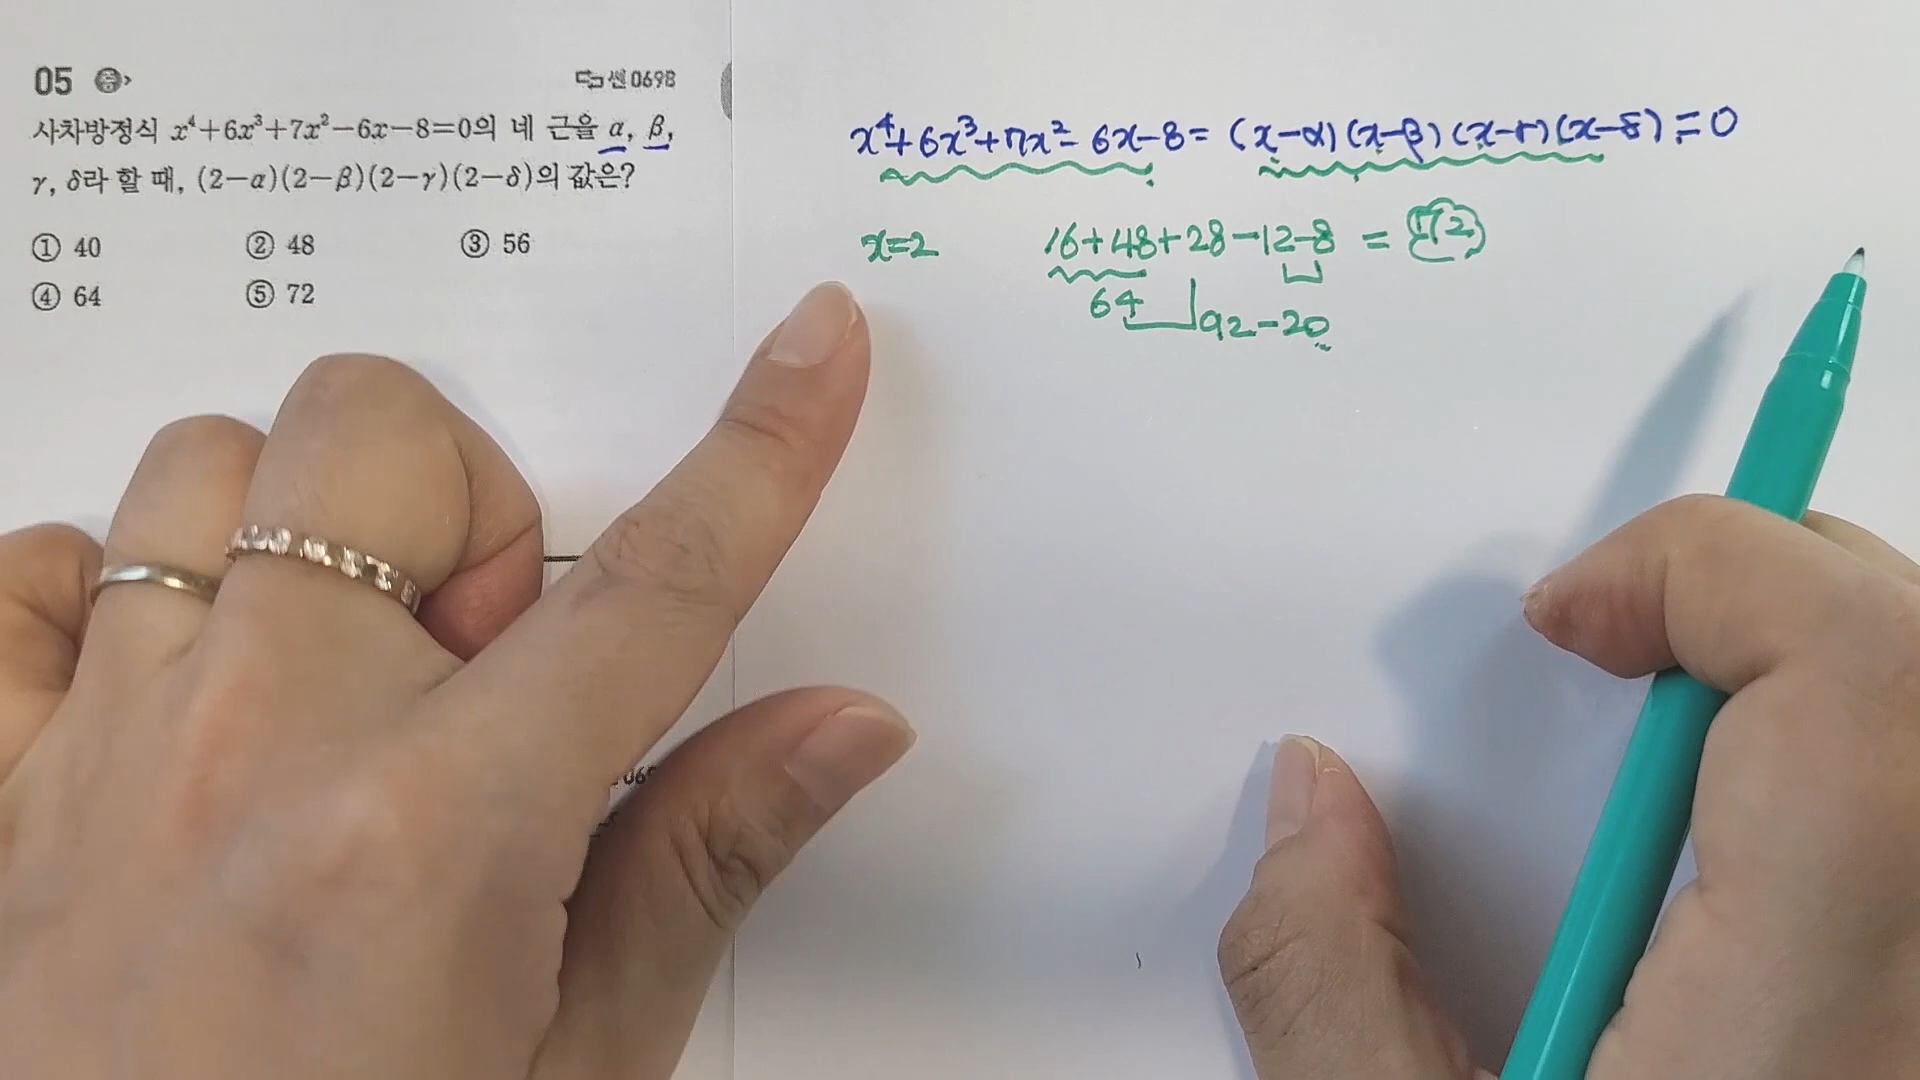 05 중 쎈 0698
사차방정식 x⁴+6x³+7x²-6x-8=0의 네 근을 α, β,
γ, δ라 할 때, (2-α)(2-β)(2-γ)(2-δ)의 값은?
① 40 ② 48 ③ 56
④ 64 ⑤ 72
x⁴+6x³+7x²-6x-8=(x-α)(x-β)(x-γ)(x-δ)=0
x=2 16+48+28-12-8=72
64 92-20